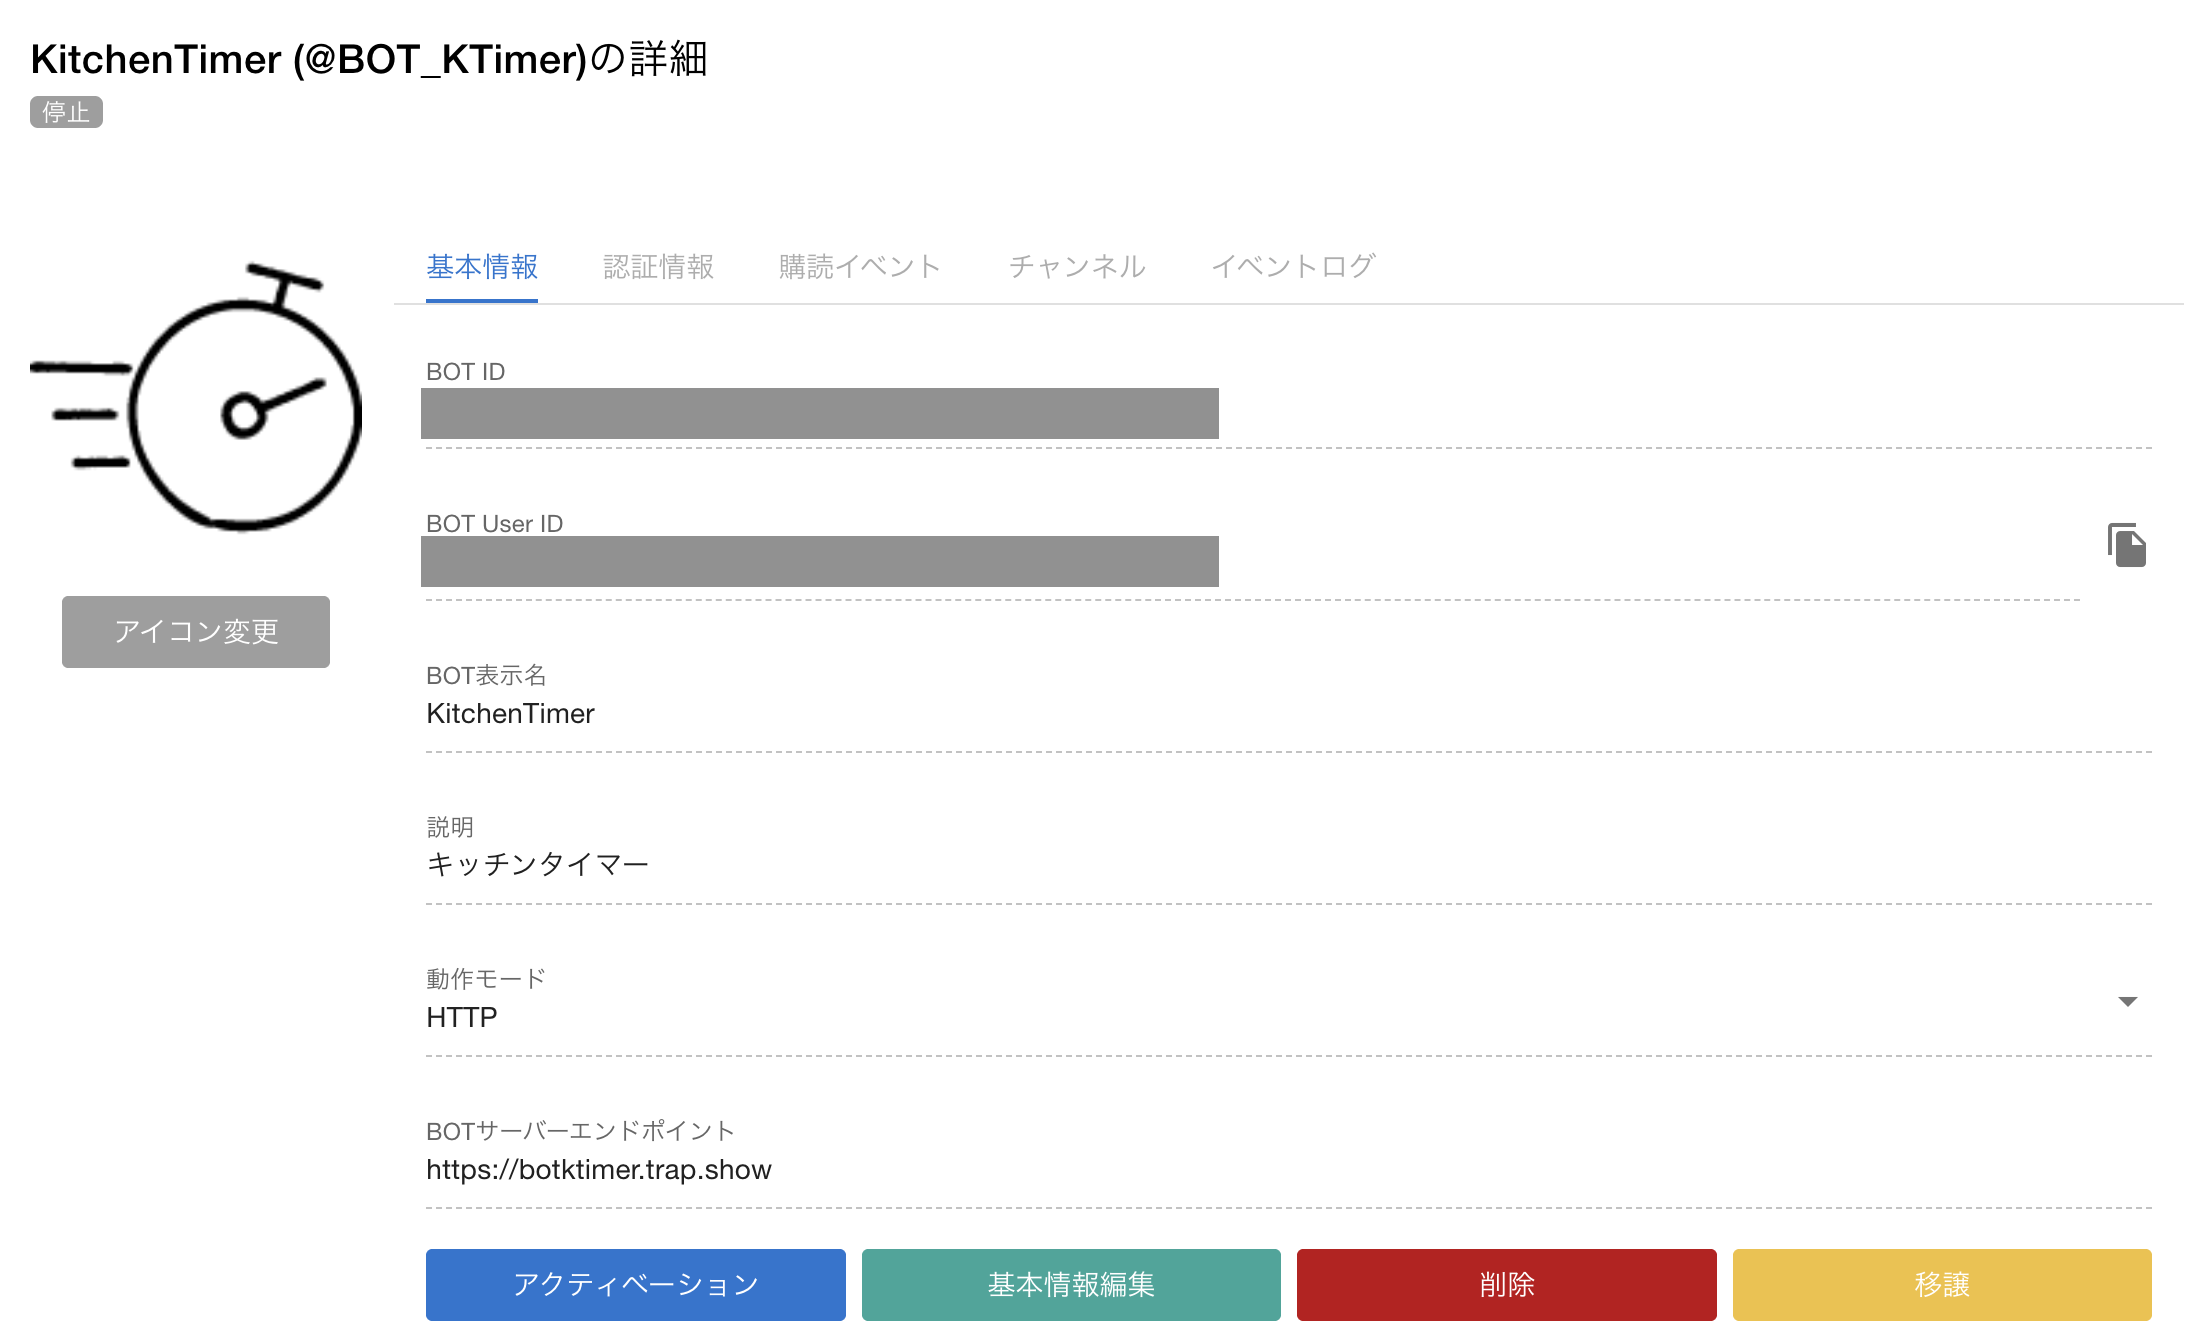 KitchenTimer (@BOT_KTimer)の詳細
停止
基本情報 認証情報 購読イベント チャンネル イベントログ
BOT ID
BOT User ID
アイコン変更
BOT表示名
KitchenTimer
説明
キッチンタイマー
動作モード
HTTP
BOTサーバーエンドポイント
https://botktimer.trap.show
アクティベーション 基本情報編集 削除 移譲